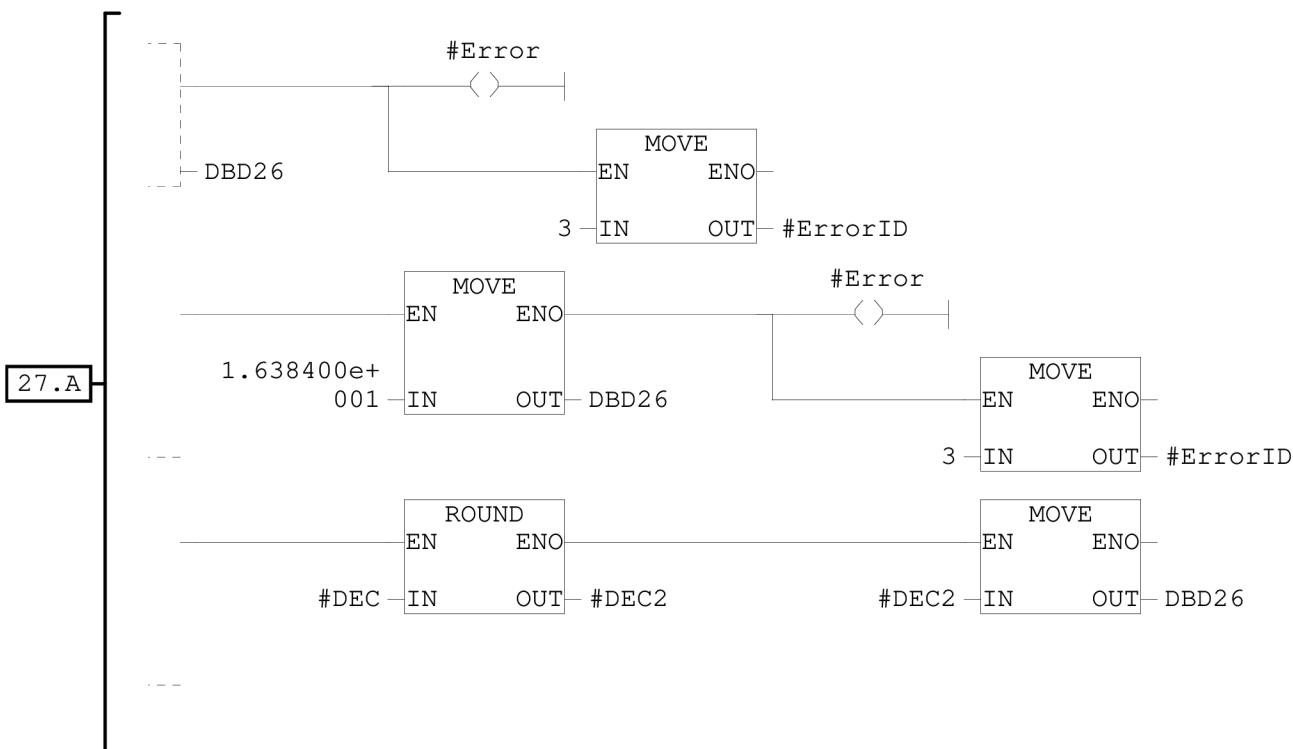 #Error
MOVE
DBD26
EN ENO
3 IN OUT #ErrorID
#Error
MOVE
EN ENO
1.638400e+
27.A
MOVE
001 IN OUT DBD26
EN ENO
3 IN OUT #ErrorID
ROUND MOVE
EN ENO EN ENO
#DEC IN OUT #DEC2 #DEC2 IN OUT DBD26